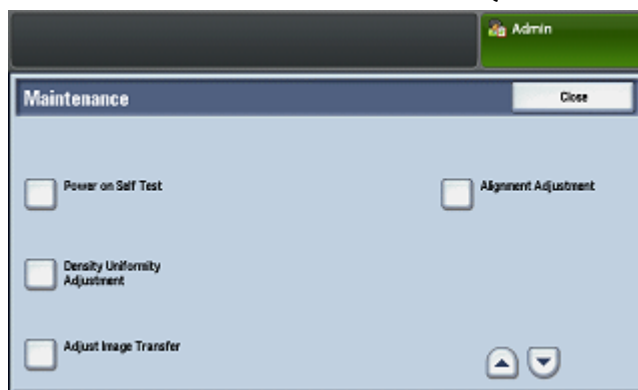 Admin
Maintenance
Close
Power on Self Test
Alignment Adjustment
Density Uniformity
Adjustment
Adjust Image Transfer